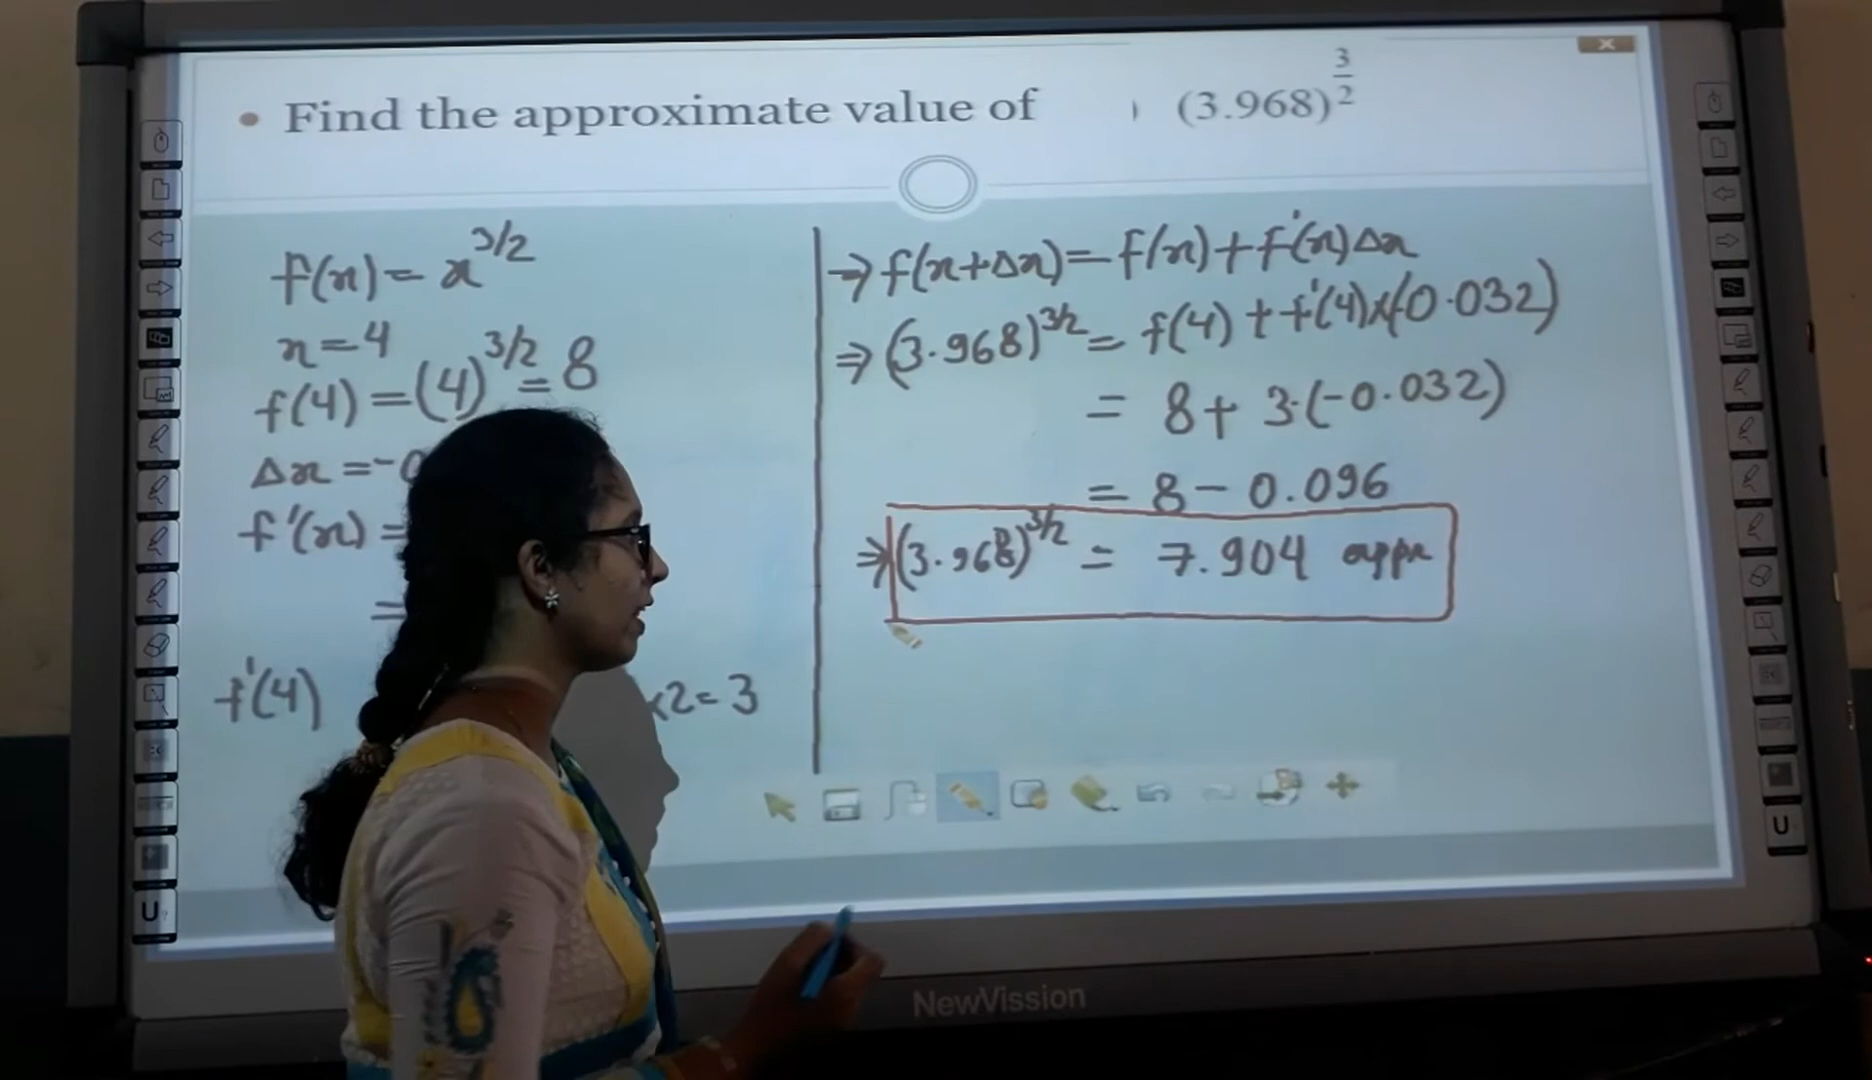 • Find the approximate value of (3.968)^(3/2)
f(x) = x^(3/2)
x = 4
f(4) = (4)^(3/2) = 8
Δx = -0
f'(x) =
=
f'(4)
x2 = 3
⇒ f(x+Δx) = f(x) + f'(x)Δx
⇒ (3.968)^(3/2) = f(4) + f'(4)×(0.032)
= 8 + 3·(-0.032)
= 8 - 0.096
⇒ (3.968)^(3/2) = 7.904 appr
NewVission